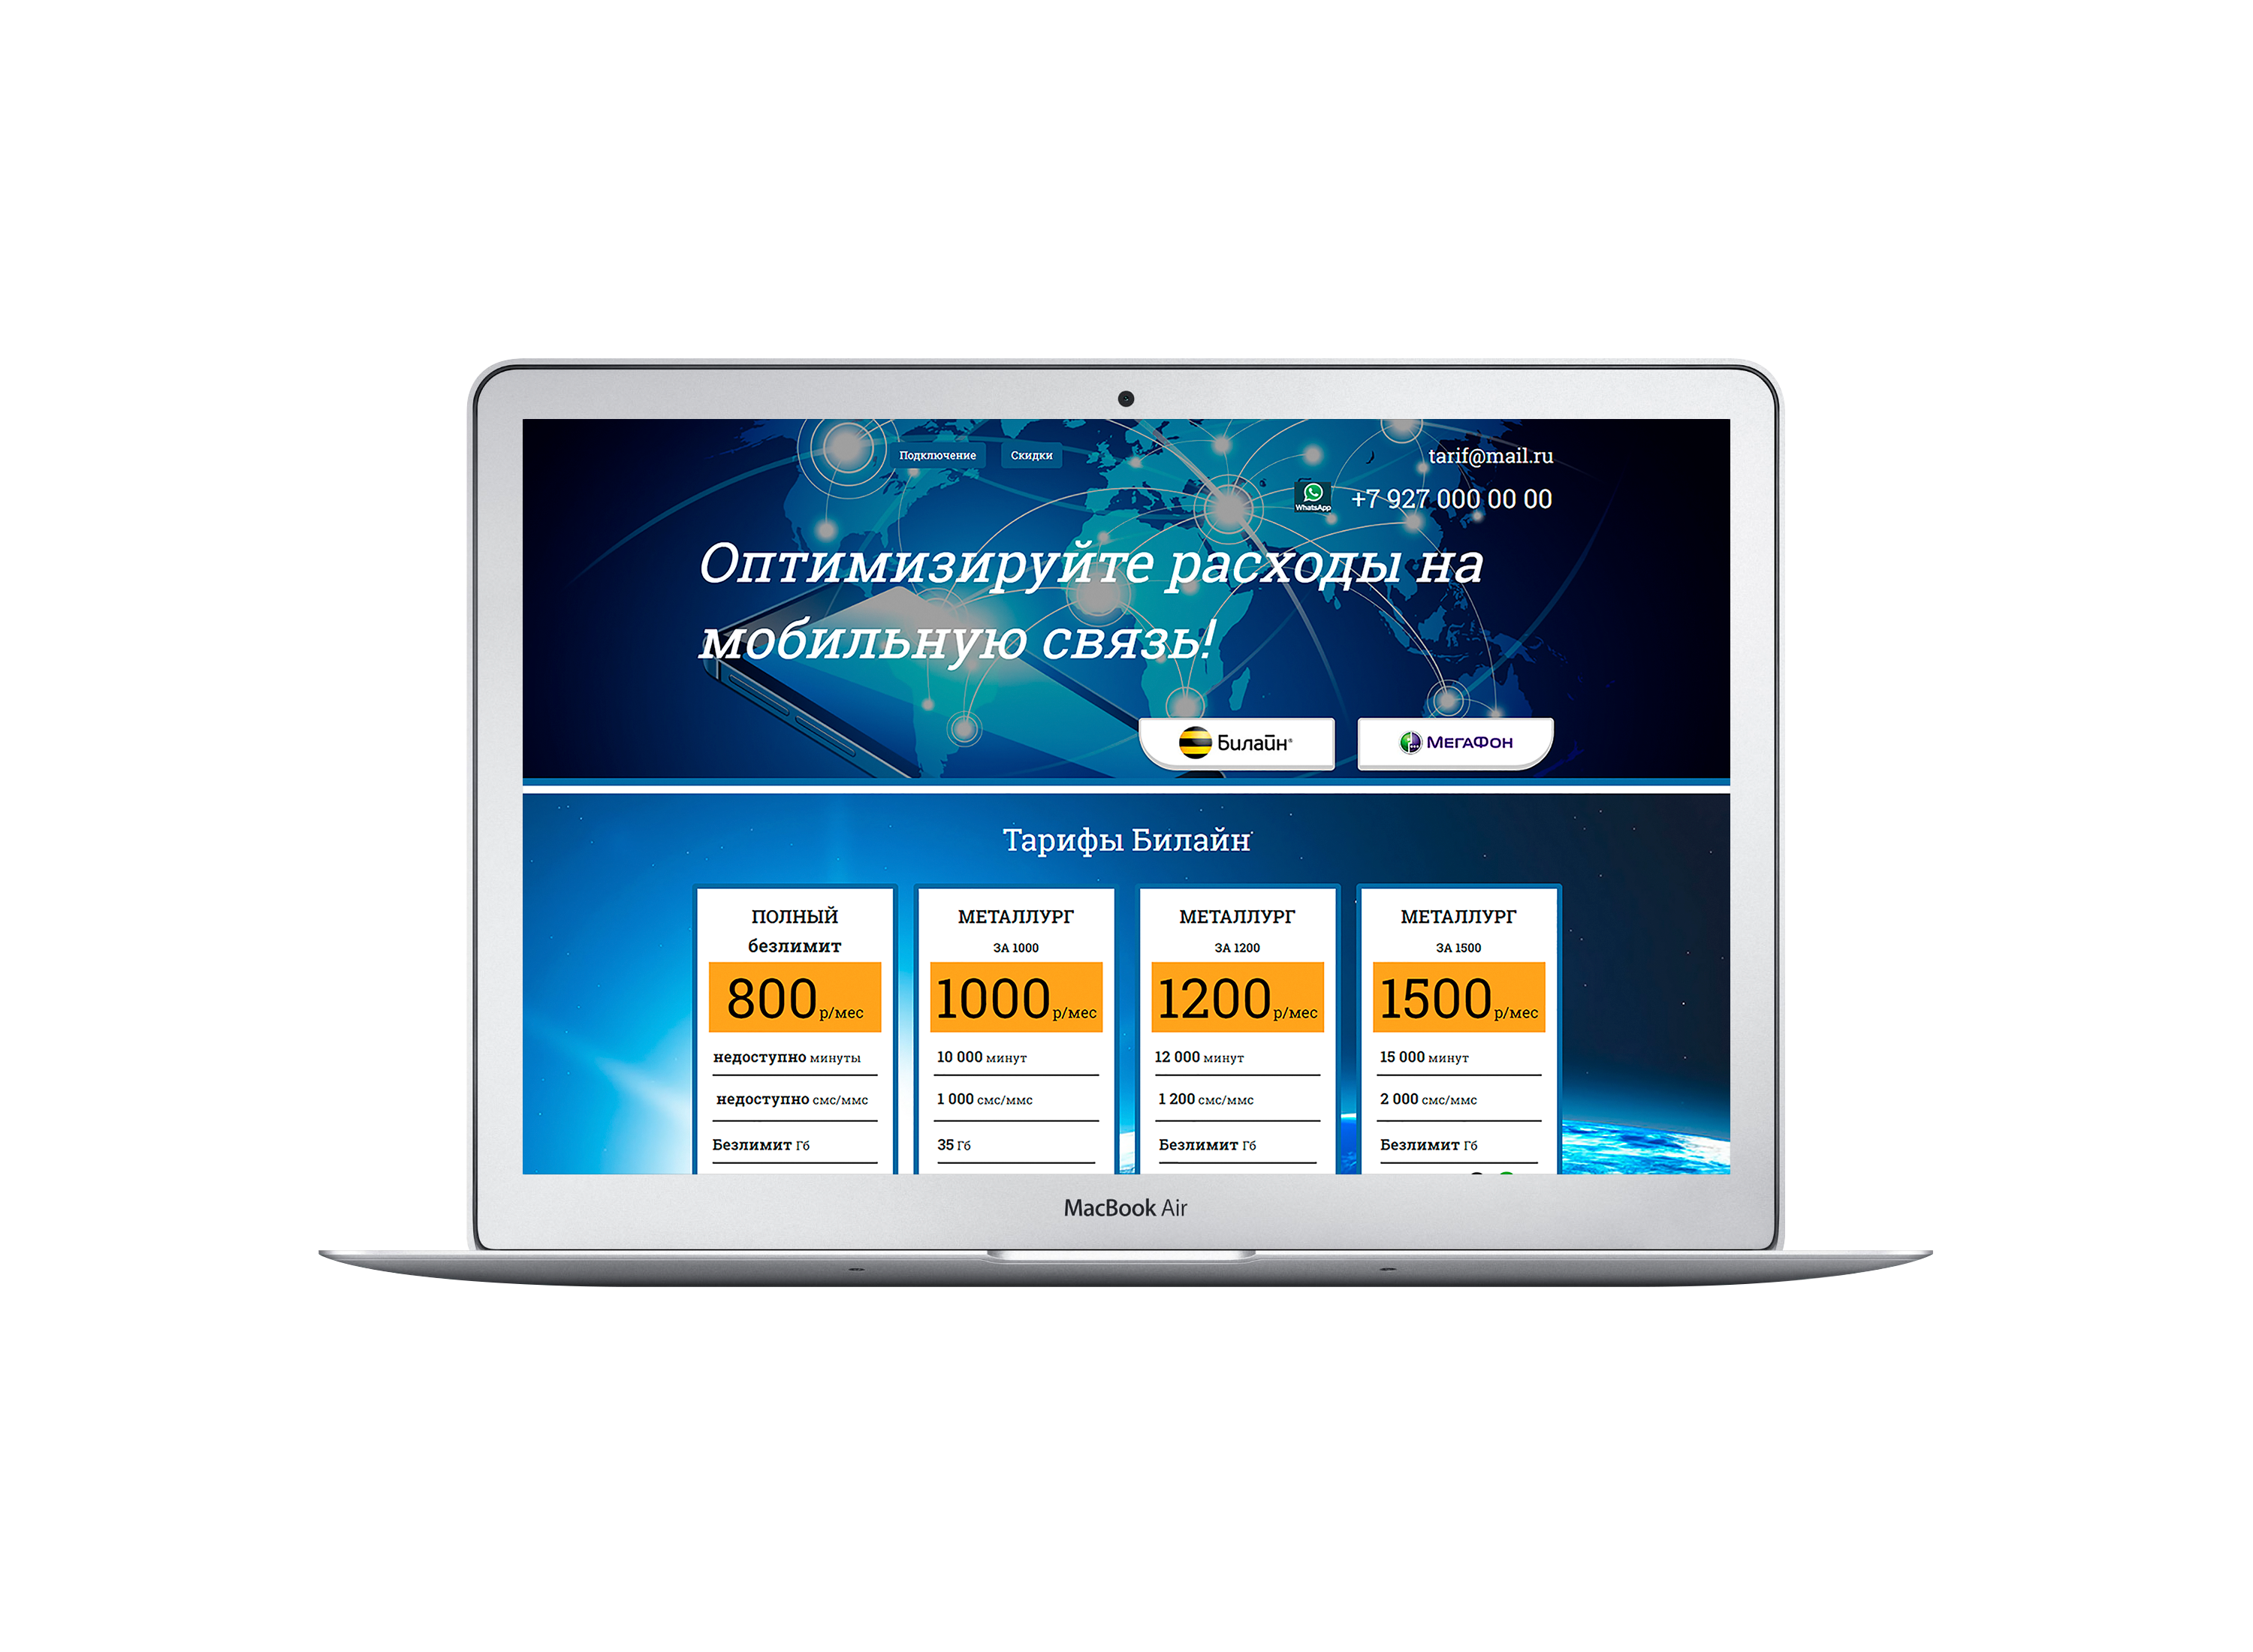 Подключение Скидки tarif@mail.ru
WhatsApp +7 927 000 00 00
Оптимизируйте расходы на
мобильную связь!
Билайн® МЕГАФОН
Тарифы Билайн
ПОЛНЫЙ
безлимит
800 р/мес
недоступно минуты
недоступно смс/ммс
Безлимит Гб
МЕТАЛЛУРГ
ЗА 1000
1000 р/мес
10 000 минут
1 000 смс/ммс
35 Гб
МЕТАЛЛУРГ
ЗА 1200
1200 р/мес
12 000 минут
1 200 смс/ммс
Безлимит Гб
МЕТАЛЛУРГ
ЗА 1500
1500 р/мес
15 000 минут
2 000 смс/ммс
Безлимит Гб
MacBook Air